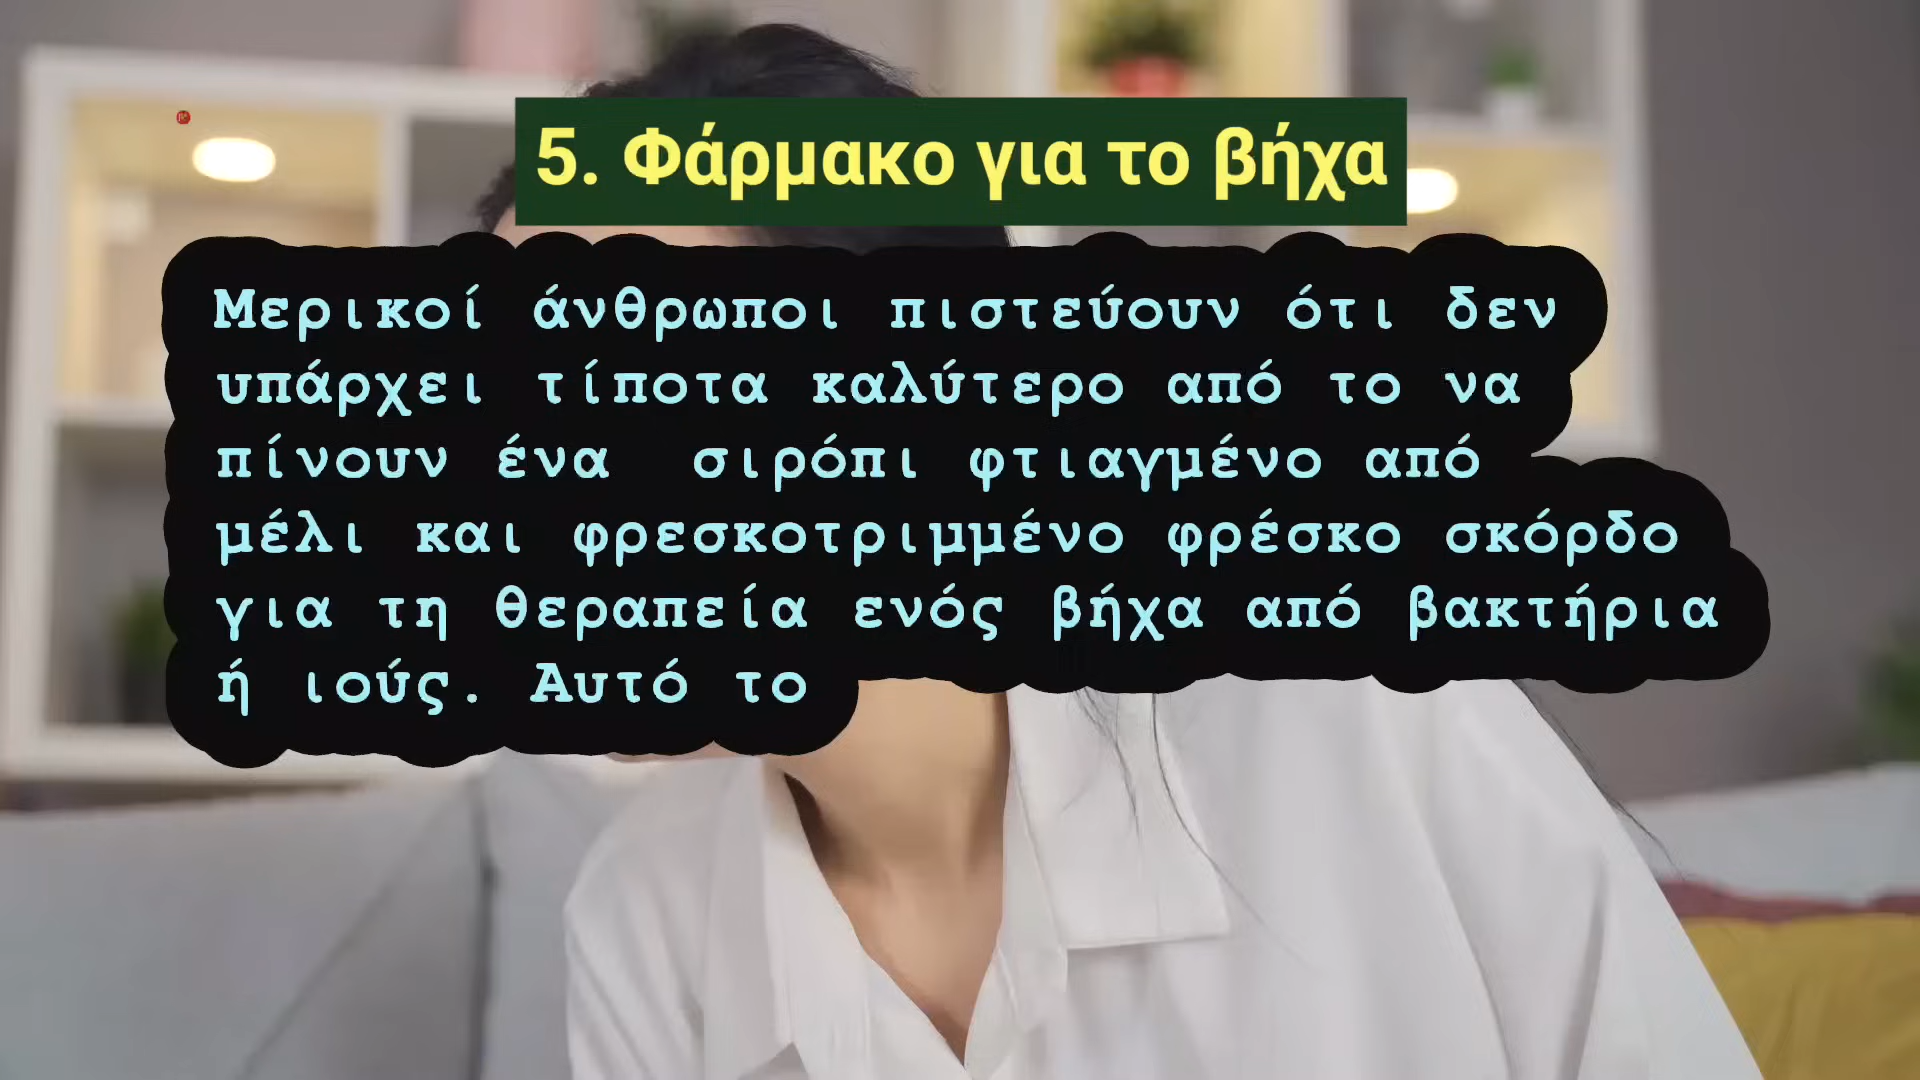 5. Φάρμακο για το βήχα
Μερικοί άνθρωποι πιστεύουν ότι δεν
υπάρχει τίποτα καλύτερο από το να
πίνουν ένα  σιρόπι φτιαγμένο από
μέλι και φρεσκοτριμμένο φρέσκο σκόρδο
για τη θεραπεία ενός βήχα από βακτήρια
ή ιούς. Αυτό το